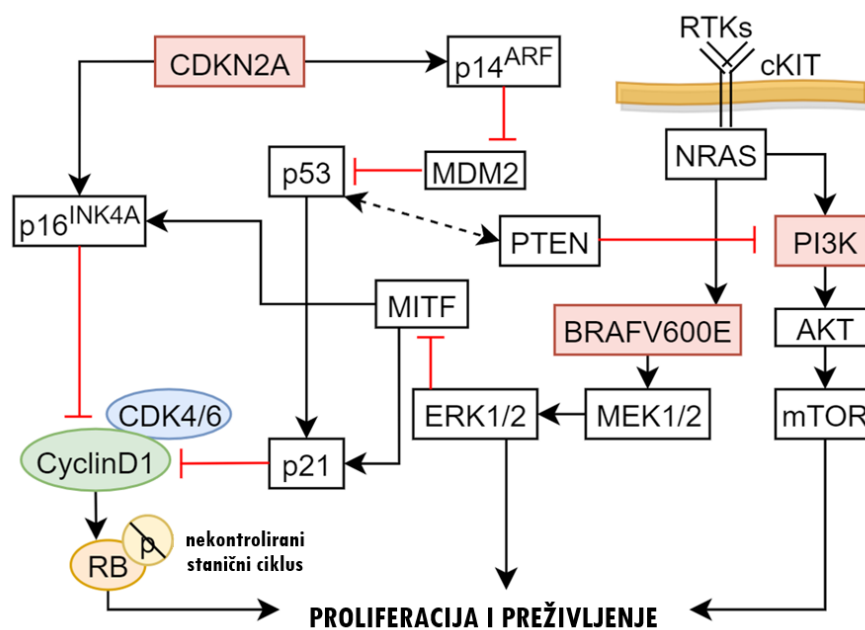 RTKs
cKIT
CDKN2A
p14ARF
NRAS
p53
MDM2
p16INK4A
PTEN
PI3K
MITF
BRAFV600E
AKT
CDK4/6
ERK1/2
MEK1/2
mTOR
CyclinD1
p21
RB
p
nekontrolirani
stanični ciklus
PROLIFERACIJA I PREŽIVLJENJE